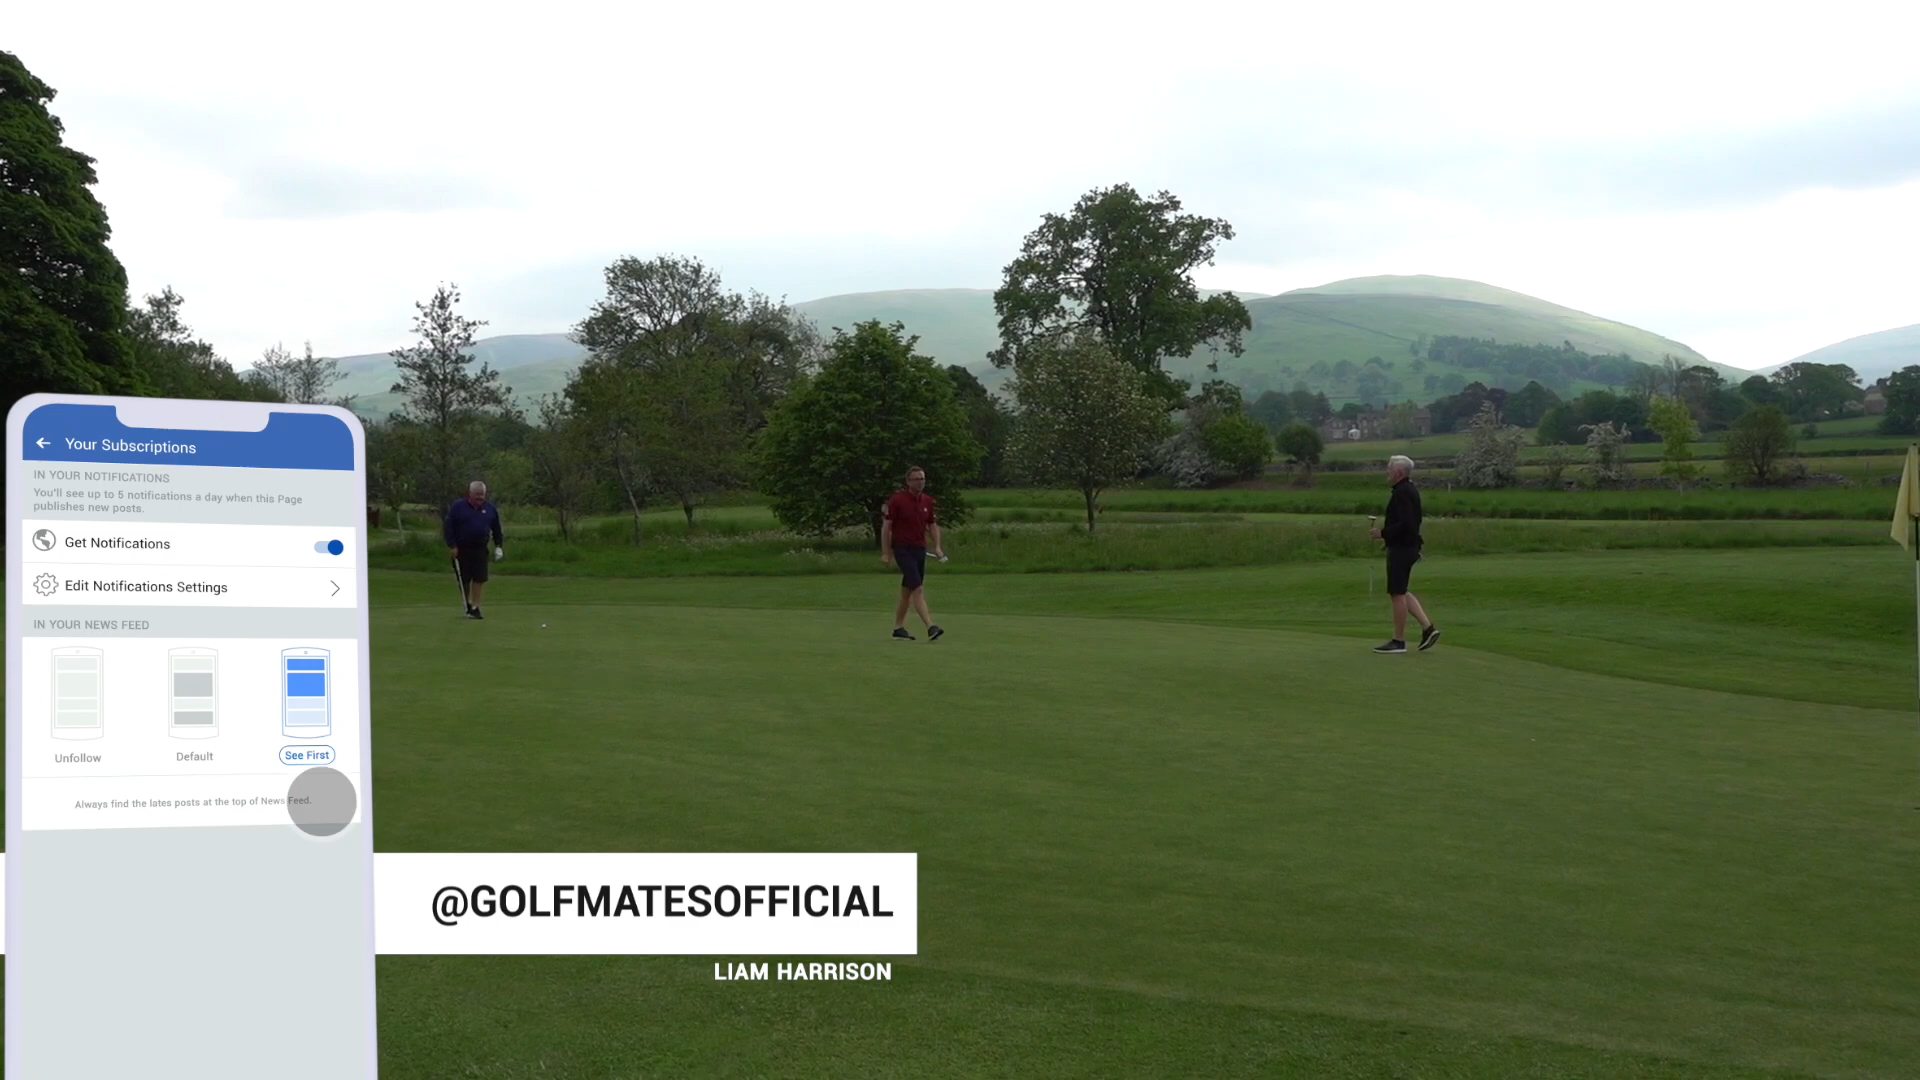 Your Subscriptions
IN YOUR NOTIFICATIONS
You'll see up to 5 notifications a day when this Page
publishes new posts.
Get Notifications
Edit Notifications Settings
IN YOUR NEWS FEED
Unfollow
Default
See First
Always find the lates posts at the top of News Feed.
@GOLFMATESOFFICIAL
LIAM HARRISON